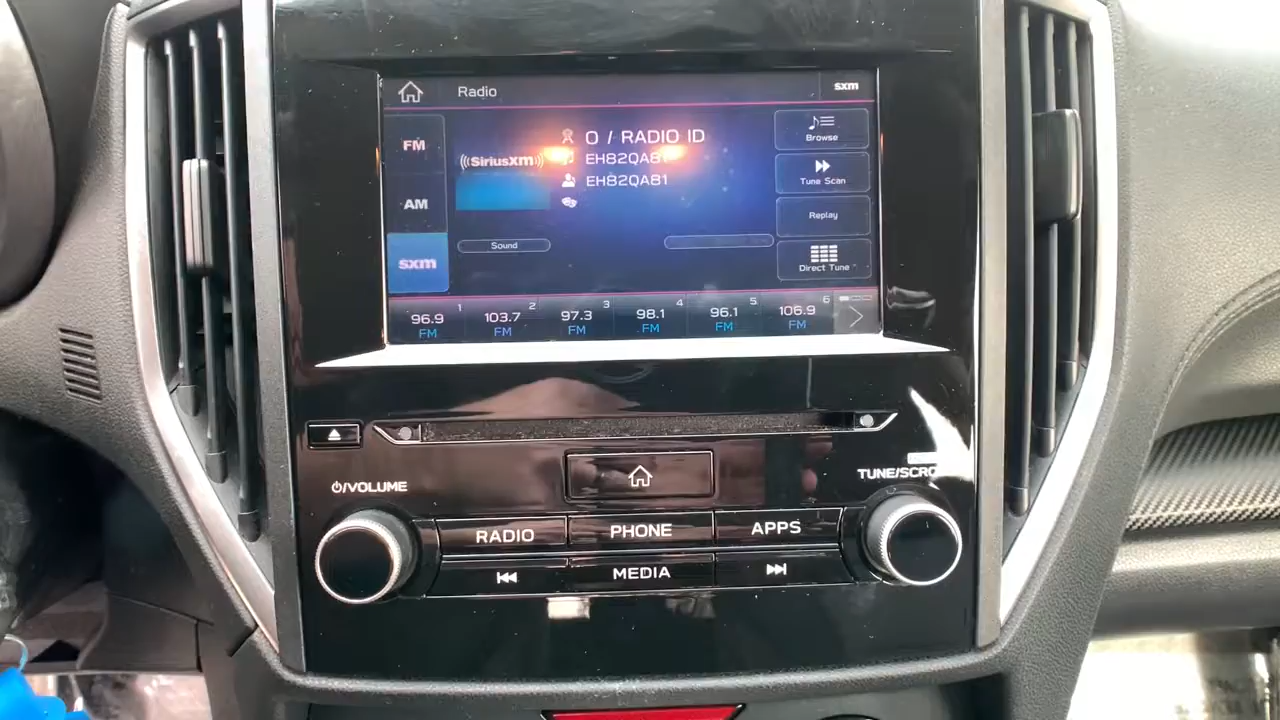 Radio
sxm
FM
AM
sxm
((SiriusXM))
0 / RADIO ID
EH82QA81
EH82QA81
Sound
Browse
Tune Scan
Replay
Direct Tune
1
96.9
FM
2
103.7
FM
3
97.3
FM
4
98.1
FM
5
96.1
FM
6
106.9
FM
/VOLUME
TUNE/SCRO
RADIO
PHONE
APPS
MEDIA